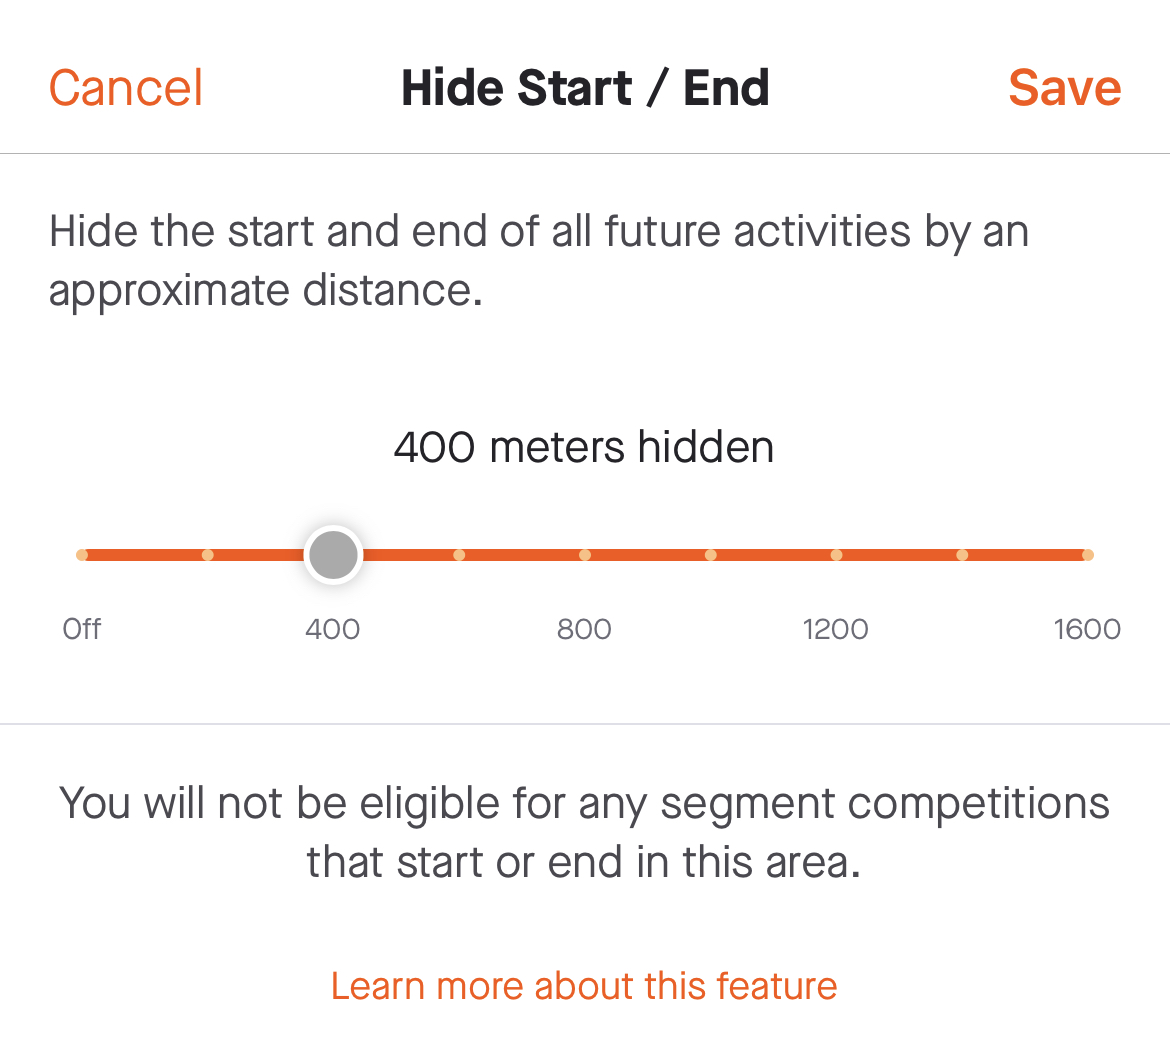 Cancel
Hide Start / End
Save
Hide the start and end of all future activities by an
approximate distance.
400 meters hidden
Off 400 800 1200 1600
You will not be eligible for any segment competitions
that start or end in this area.
Learn more about this feature